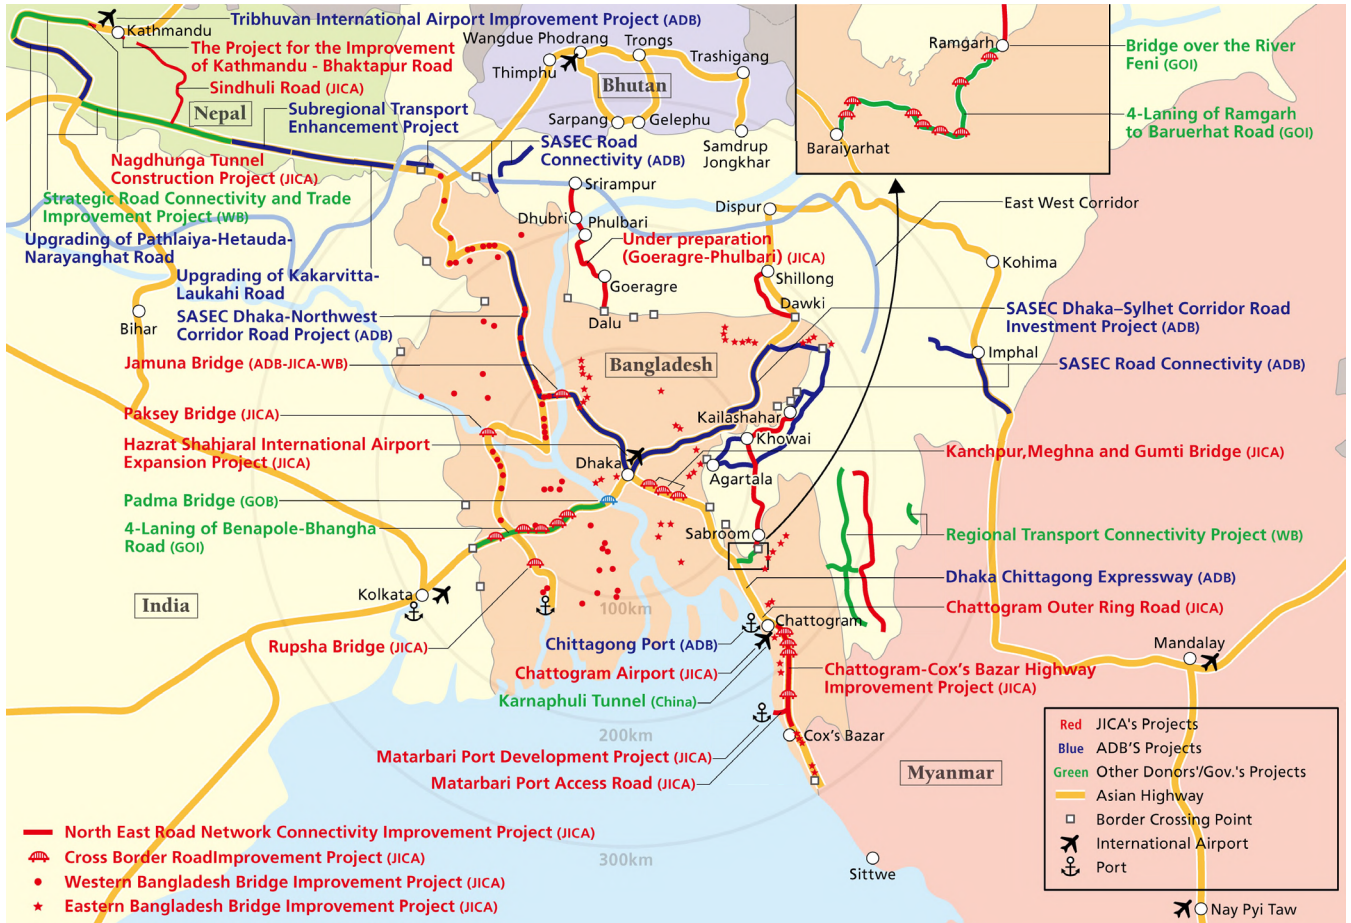 Tribhuvan International Airport Improvement Project (ADB)
Kathmandu
The Project for the Improvement
of Kathmandu - Bhaktapur Road
Sindhuli Road (JICA)
Nepal
Subregional Transport
Enhancement Project
Nagdhunga Tunnel
Construction Project (JICA)
Strategic Road Connectivity and Trade
Improvement Project (WB)
Upgrading of Pathlaiya-Hetauda-
Narayanghat Road
Upgrading of Kakarvitta-
Laukahi Road
Wangdue Phodrang
Trongs
Trashigang
Thimphu
Bhutan
Sarpang
Gelephu
Samdrup
Jongkhar
SASEC Road
Connectivity (ADB)
Ramgarh
Baraiyarhat
Bridge over the River
Feni (GOI)
4-Laning of Ramgarh
to Baruerhat Road (GOI)
Srirampur
Dhubri
Phulbari
Dispur
East West Corridor
Under preparation
(Goeragre-Phulbari) (JICA)
Shillong
Goeragre
Dawki
Dalu
Kohima
Bihar
SASEC Dhaka-Northwest
Corridor Road Project (ADB)
SASEC Dhaka–Sylhet Corridor Road
Investment Project (ADB)
Imphal
SASEC Road Connectivity (ADB)
Jamuna Bridge (ADB-JICA-WB)
Bangladesh
Paksey Bridge (JICA)
Kailashahar
Hazrat Shahjaral International Airport
Expansion Project (JICA)
Khowai
Kanchpur,Meghna and Gumti Bridge (JICA)
Dhaka
Agartala
Padma Bridge (GOB)
4-Laning of Benapole-Bhangha
Road (GOI)
Sabroom
Regional Transport Connectivity Project (WB)
Dhaka Chittagong Expressway (ADB)
India
Kolkata
100km
Chattogram Outer Ring Road (JICA)
Chattogram
Rupsha Bridge (JICA)
Chittagong Port (ADB)
Mandalay
Chattogram Airport (JICA)
Chattogram-Cox's Bazar Highway
Improvement Project (JICA)
Karnaphuli Tunnel (China)
200km
Cox's Bazar
Matarbari Port Development Project (JICA)
Matarbari Port Access Road (JICA)
Myanmar
Red JICA's Projects
Blue ADB'S Projects
Green Other Donors'/Gov.'s Projects
Asian Highway
Border Crossing Point
International Airport
Port
North East Road Network Connectivity Improvement Project (JICA)
Cross Border RoadImprovement Project (JICA)
Western Bangladesh Bridge Improvement Project (JICA)
Eastern Bangladesh Bridge Improvement Project (JICA)
300km
Sittwe
Nay Pyi Taw